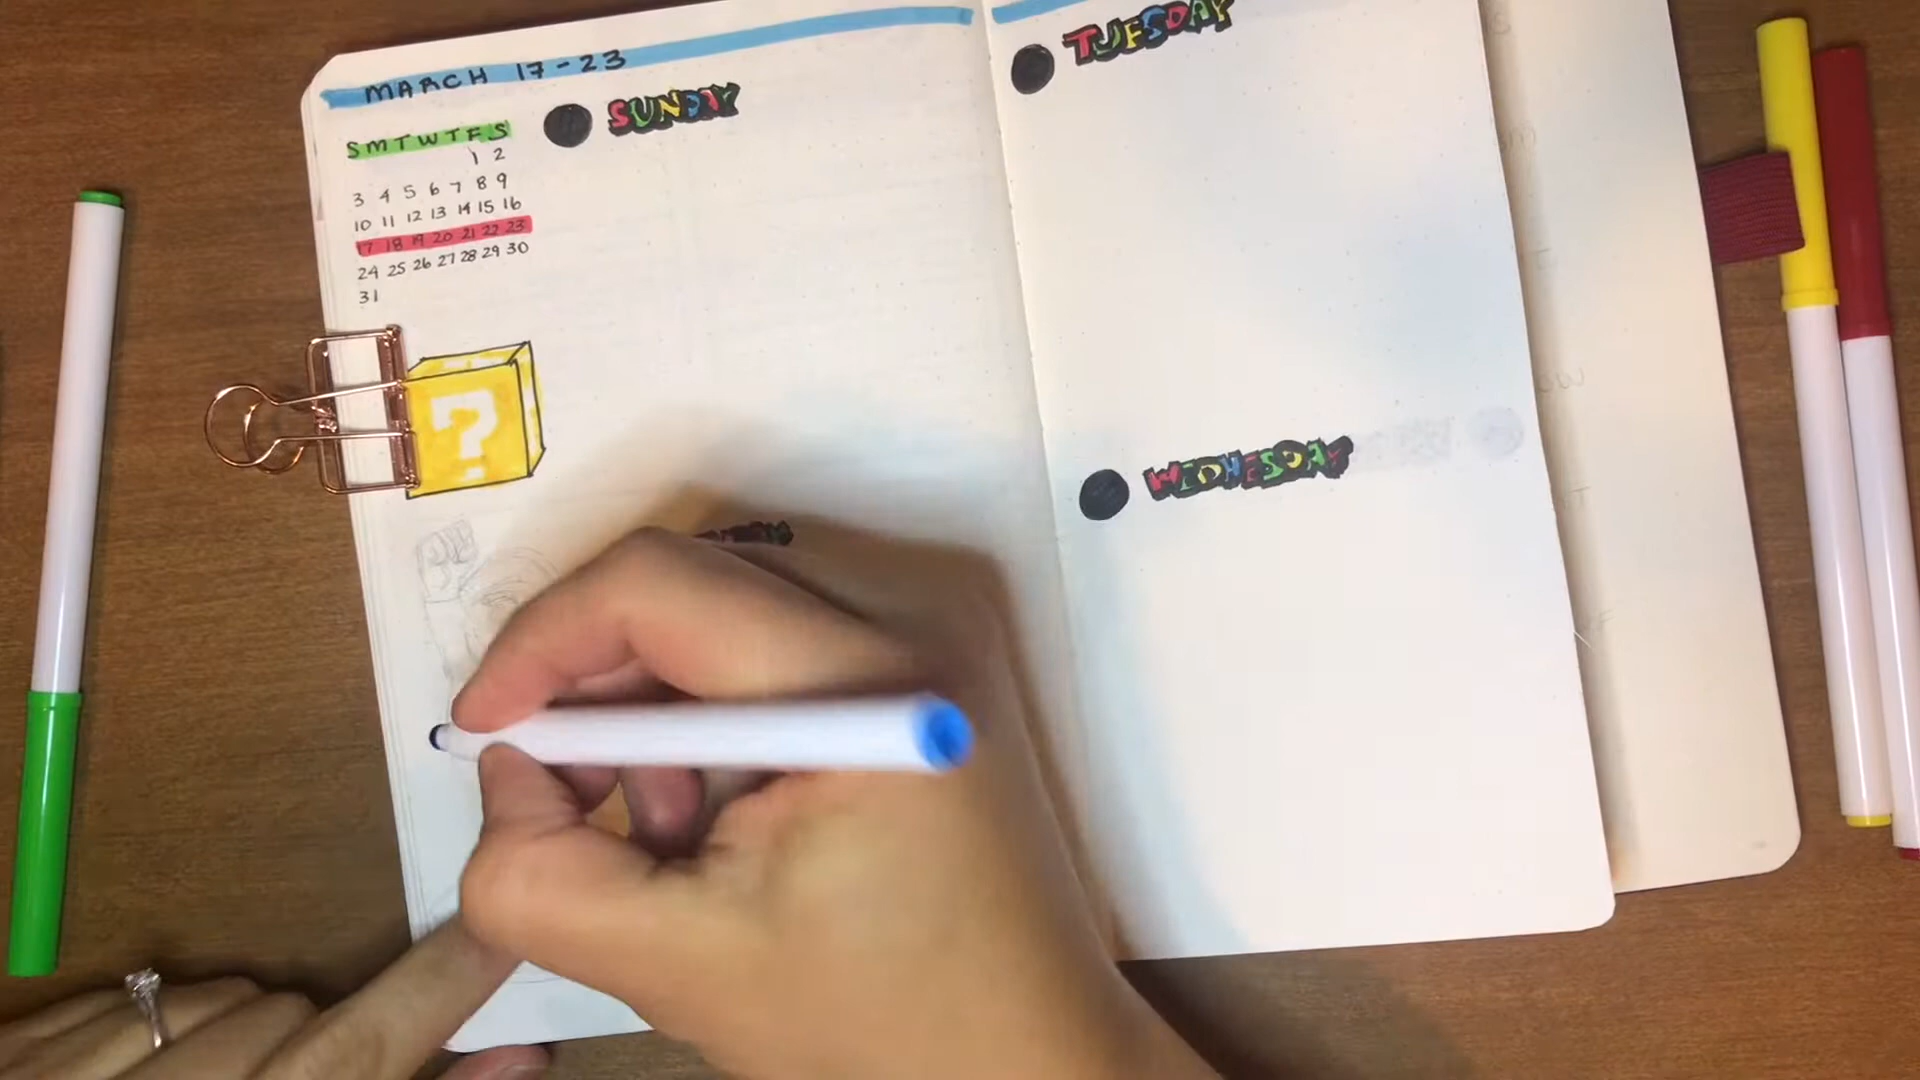 MARCH 17-23
SMTWTFS
1 2
3 4 5 6 7 8 9
10 11 12 13 14 15 16
17 18 19 20 21 22 23
24 25 26 27 28 29 30
31
?
SUNDAY
TUESDAY
WEDNESDAY